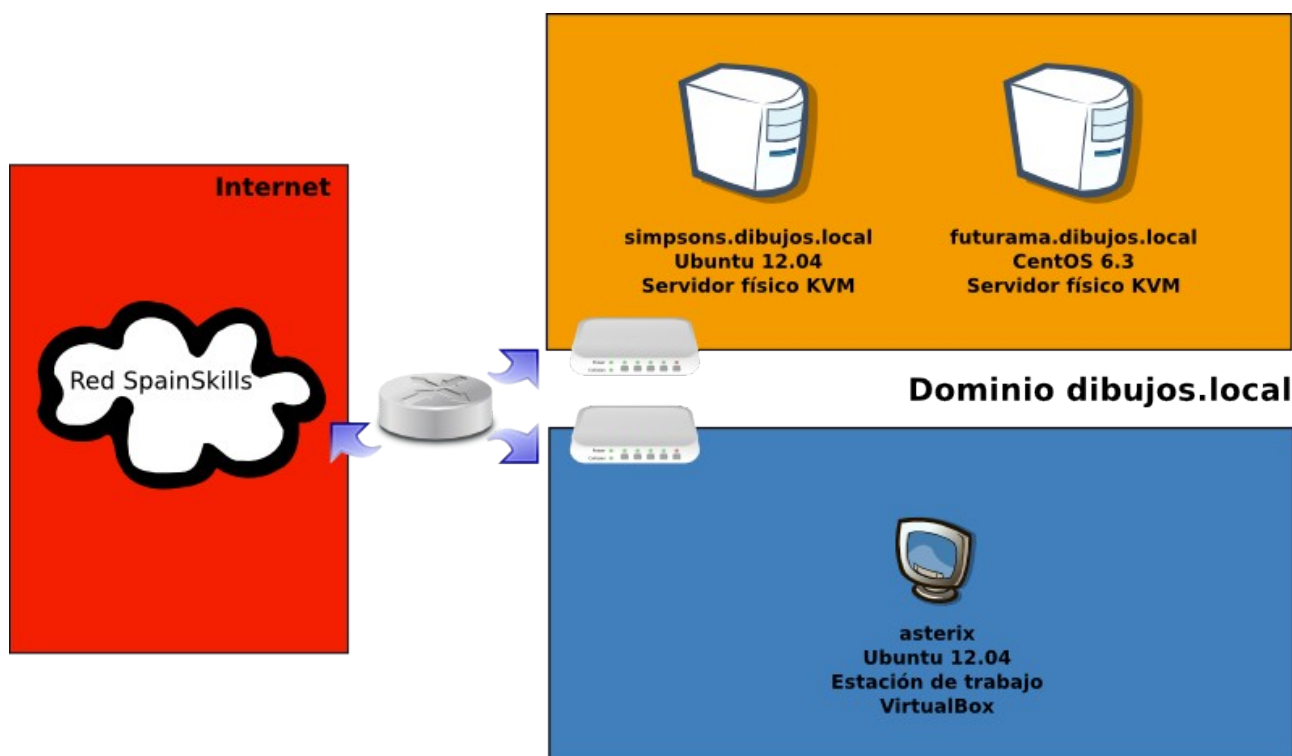 Internet
Red SpainSkills
simpsons.dibujos.local
Ubuntu 12.04
Servidor físico KVM
futurama.dibujos.local
CentOS 6.3
Servidor físico KVM
Dominio dibujos.local
asterix
Ubuntu 12.04
Estación de trabajo
VirtualBox